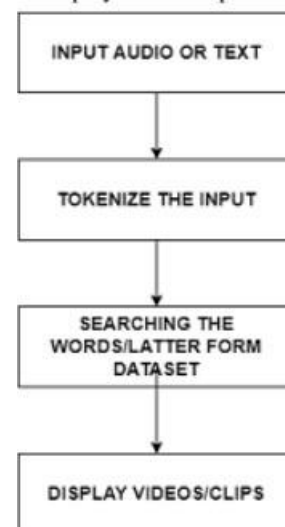 INPUT AUDIO OR TEXT
TOKENIZE THE INPUT
SEARCHING THE
WORDS/LATTER FORM
DATASET
DISPLAY VIDEOS/CLIPS